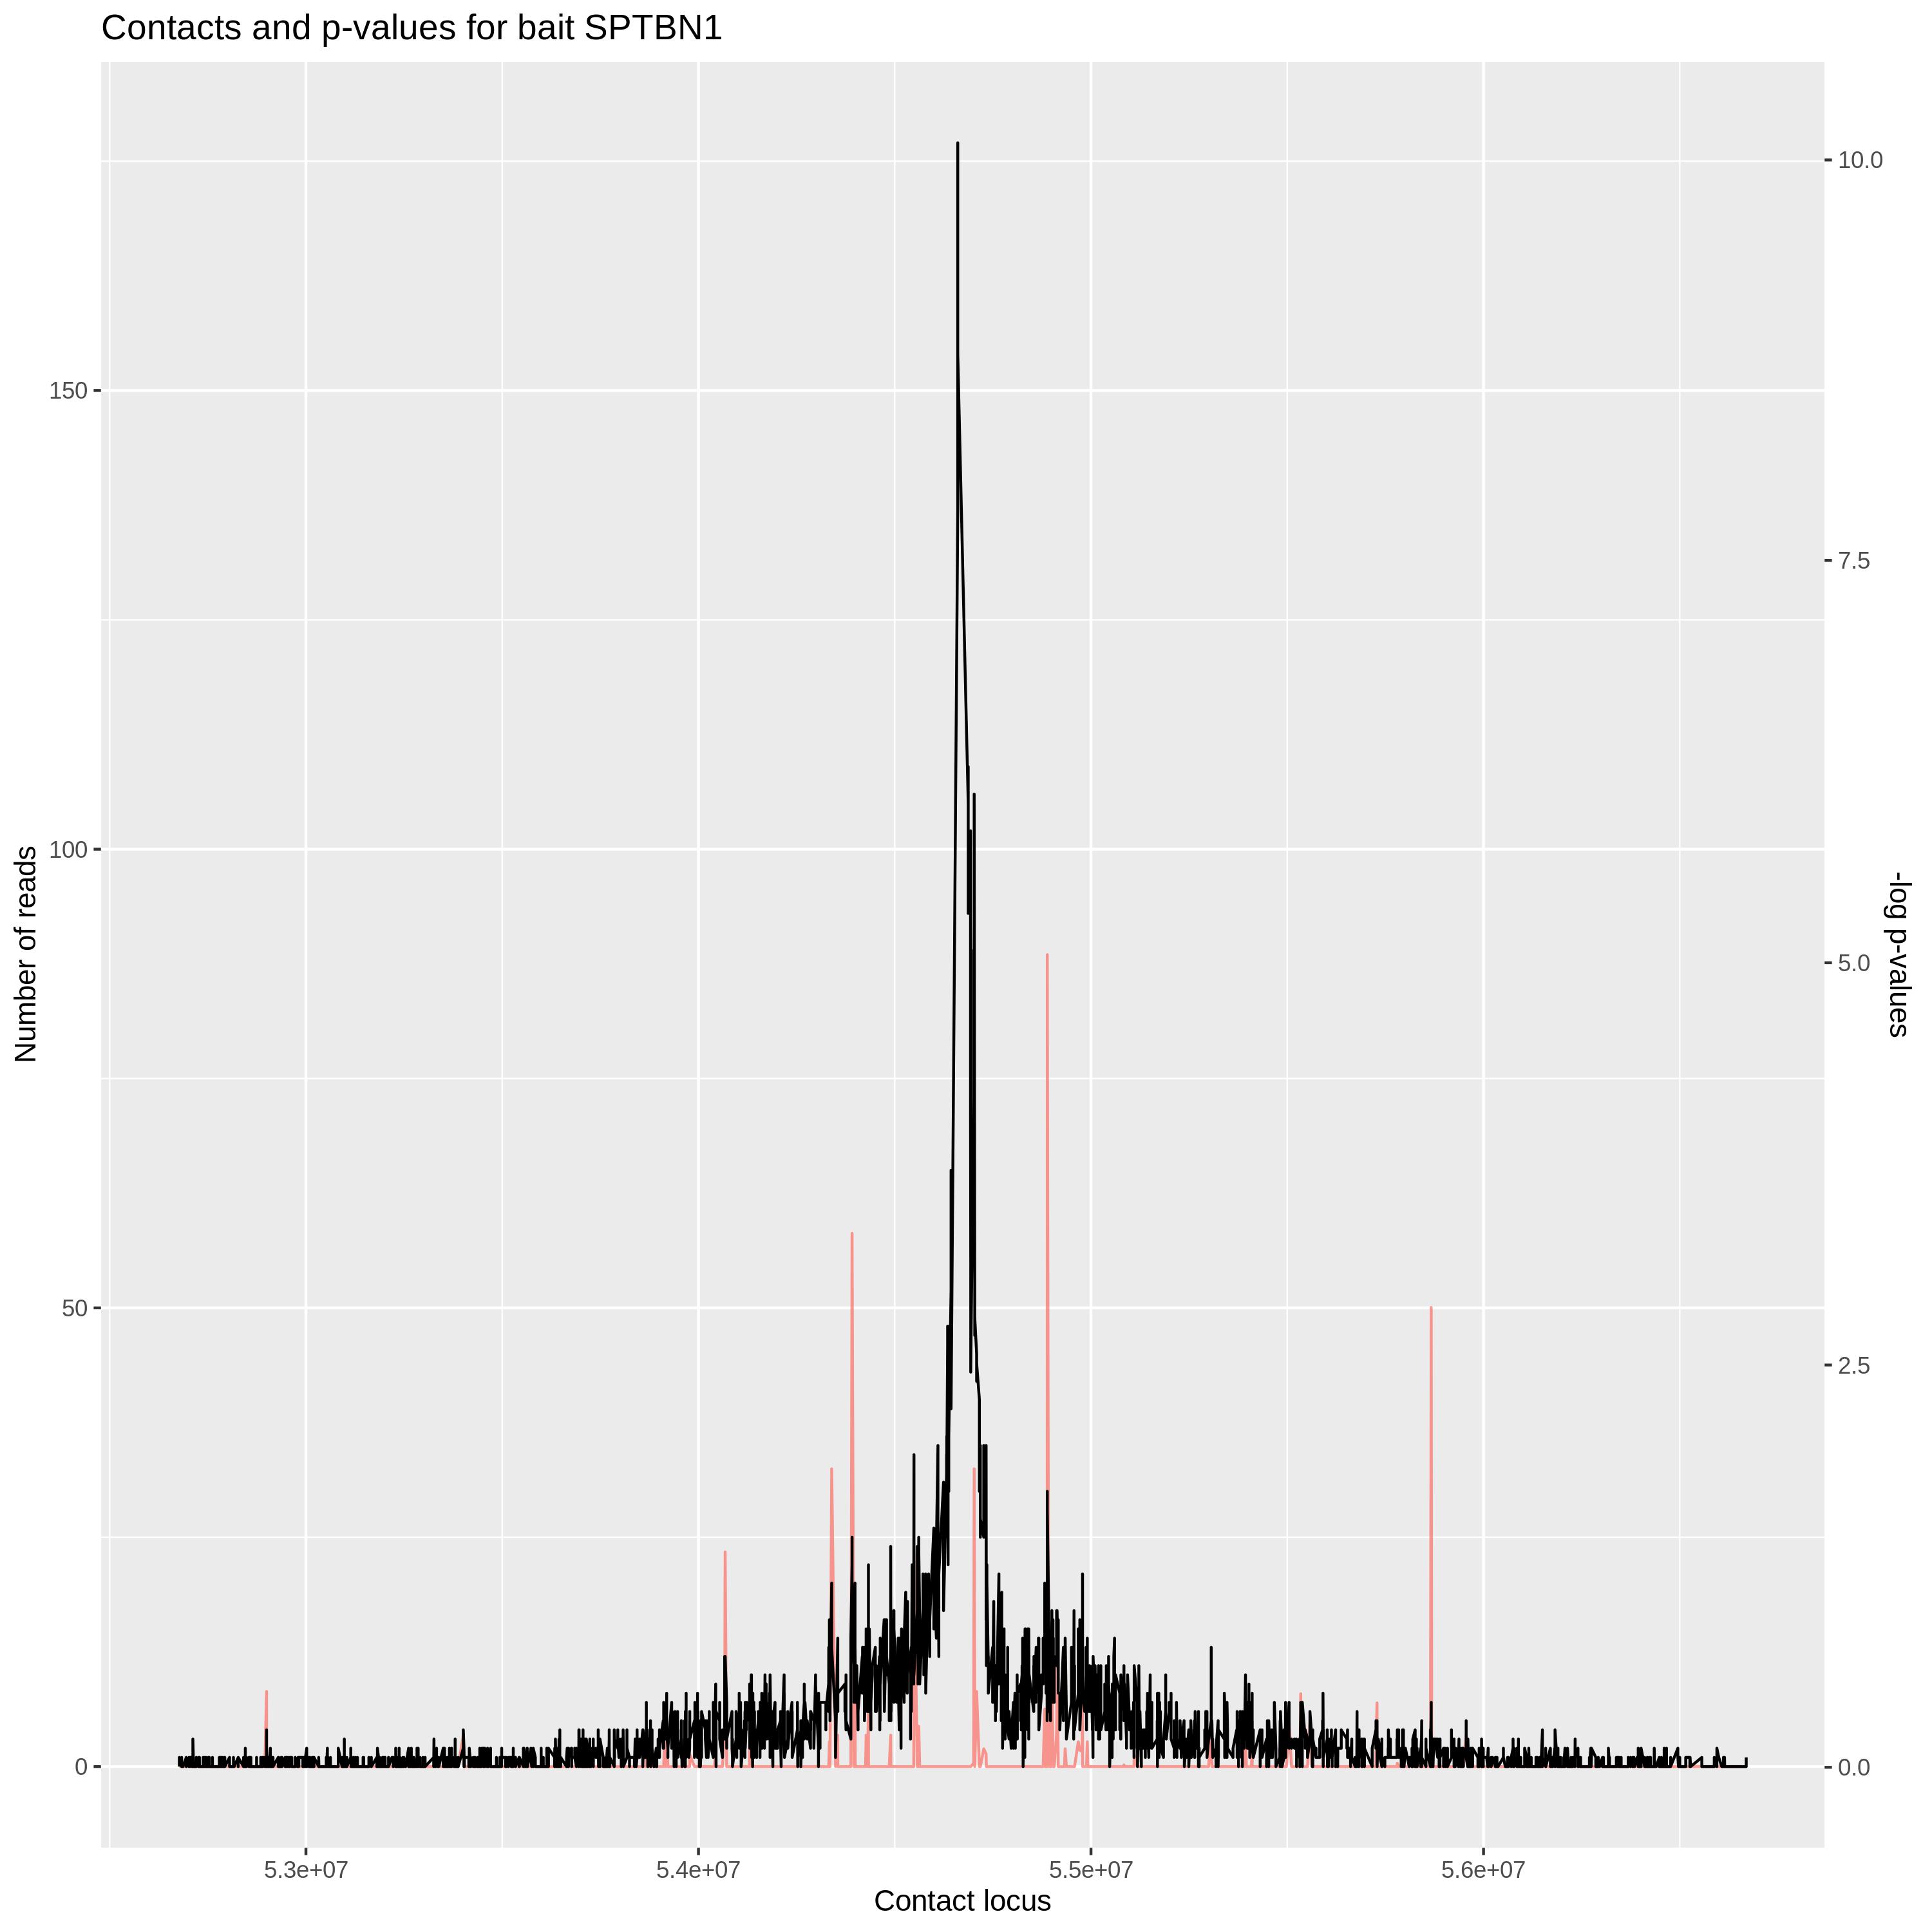 Contacts and p-values for bait SPTBN1
Number of reads
150
100
50
0
10.0
7.5
5.0
2.5
0.0
-log p-values
5.3e+07
5.4e+07
5.5e+07
5.6e+07
Contact locus